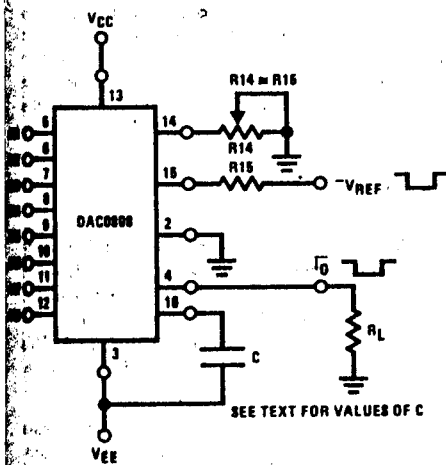 VCC
13
R14 ≅ R15
5
14
R14
6
7
15
R15
−VREF
8
DAC0808
9
2
10
11
4
IO
12
16
RL
C
3
SEE TEXT FOR VALUES OF C
VEE